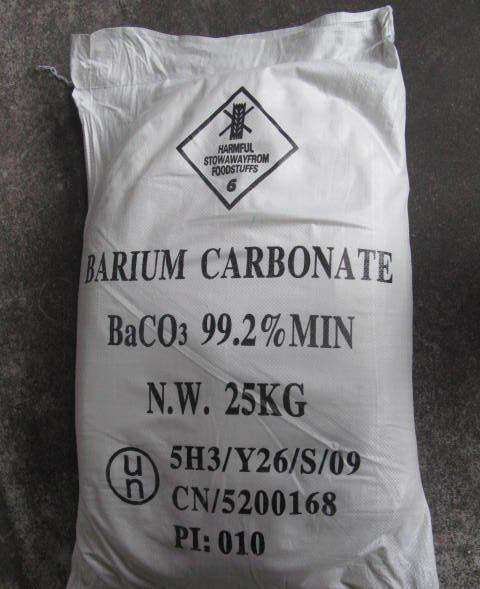 HARMFUL
STOWAWAYFROM
FOODSTUFFS
6
BARIUM CARBONATE
BaCO3 99.2%MIN
N.W. 25KG
un
5H3/Y26/S/09
CN/5200168
PI: 010